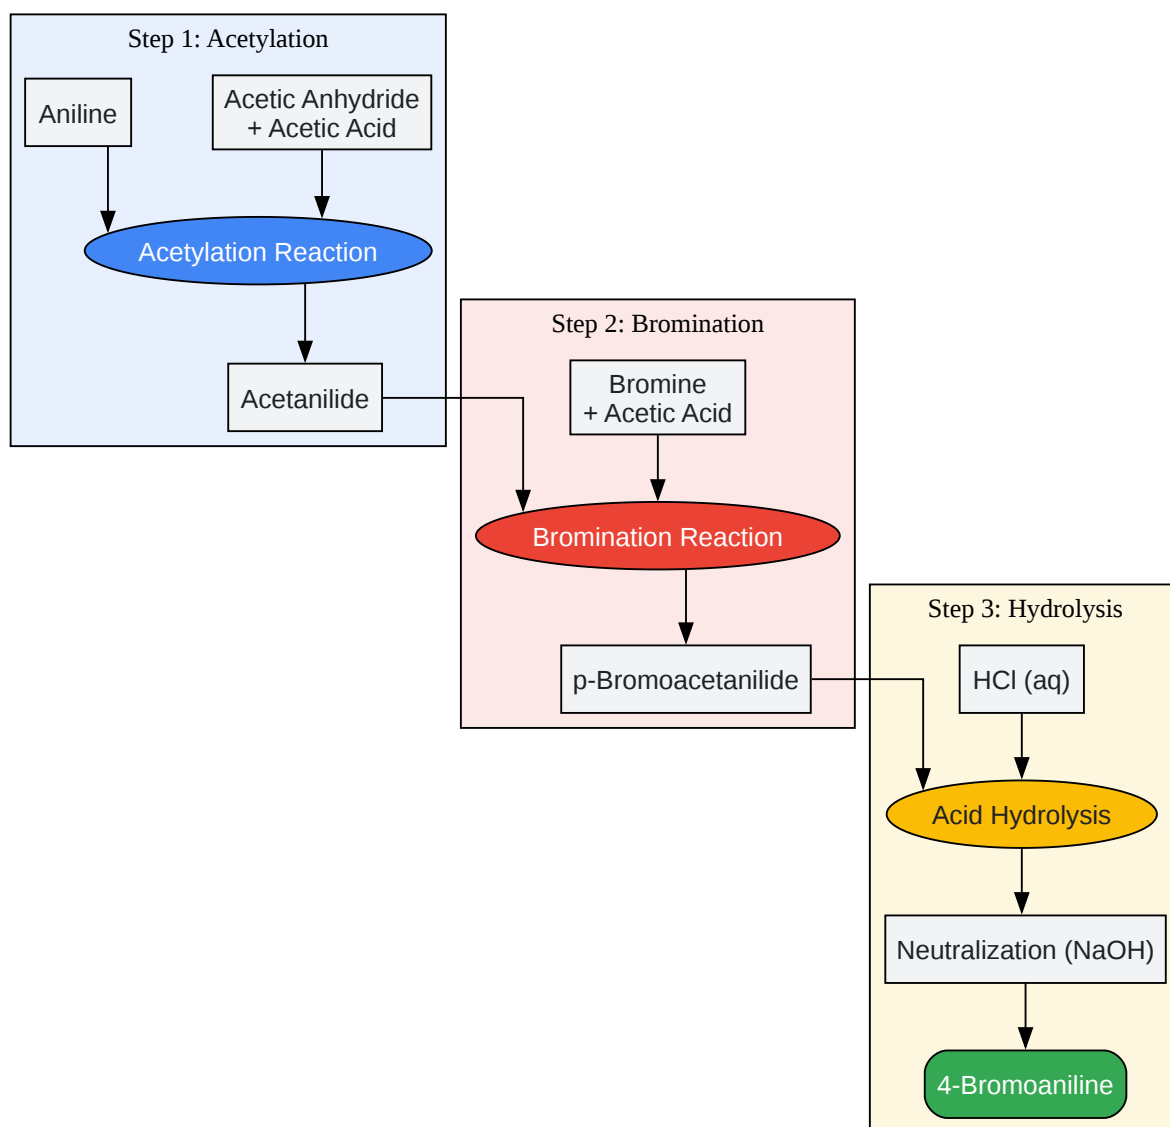 Step 1: Acetylation
Aniline
Acetic Anhydride
+ Acetic Acid
Acetylation Reaction
Acetanilide
Step 2: Bromination
Bromine
+ Acetic Acid
Bromination Reaction
p-Bromoacetanilide
Step 3: Hydrolysis
HCl (aq)
Acid Hydrolysis
Neutralization (NaOH)
4-Bromoaniline